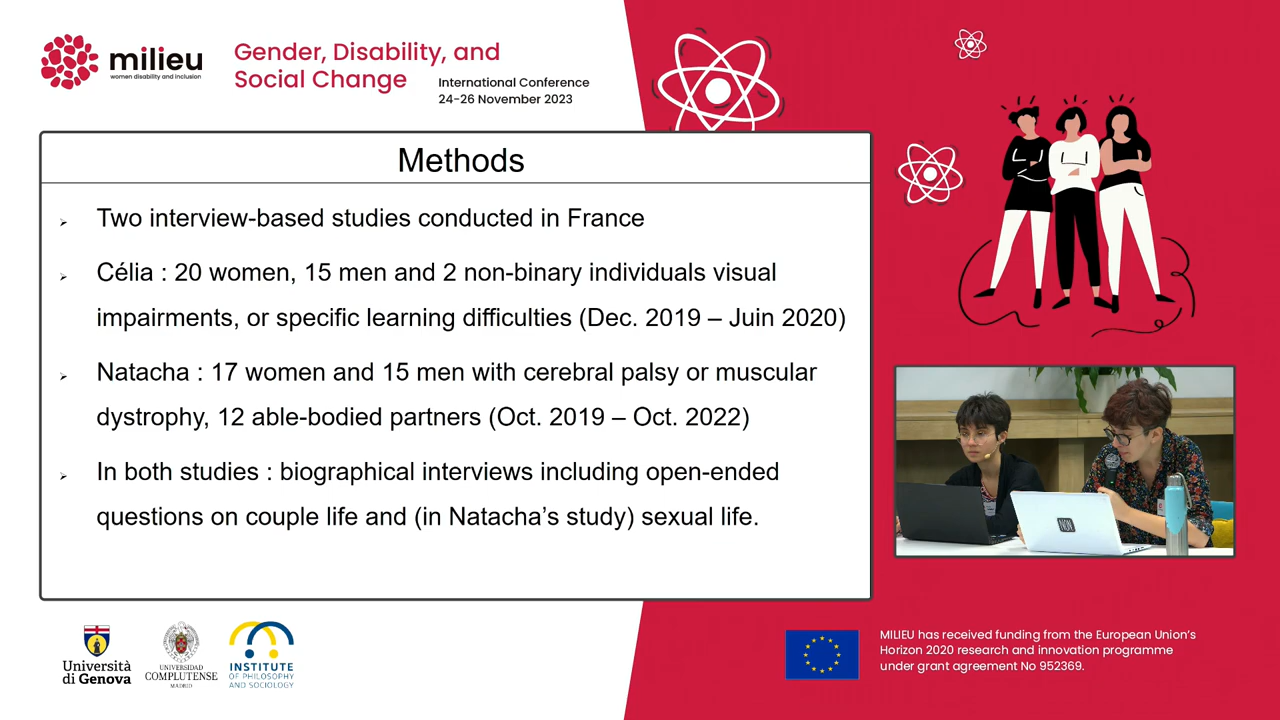 milieu
women disability and inclusion
Gender, Disability, and
Social Change
International Conference
24-26 November 2023
Methods
Two interview-based studies conducted in France
Célia : 20 women, 15 men and 2 non-binary individuals visual
impairments, or specific learning difficulties (Dec. 2019 – Juin 2020)
Natacha : 17 women and 15 men with cerebral palsy or muscular
dystrophy, 12 able-bodied partners (Oct. 2019 – Oct. 2022)
In both studies : biographical interviews including open-ended
questions on couple life and (in Natacha's study) sexual life.
NON
Università
di Genova
UNIVERSIDAD
COMPLUTENSE
MADRID
INSTITUTE
OF PHILOSOPHY
AND SOCIOLOGY
MILIEU has received funding from the European Union's
Horizon 2020 research and innovation programme
under grant agreement No 952369.